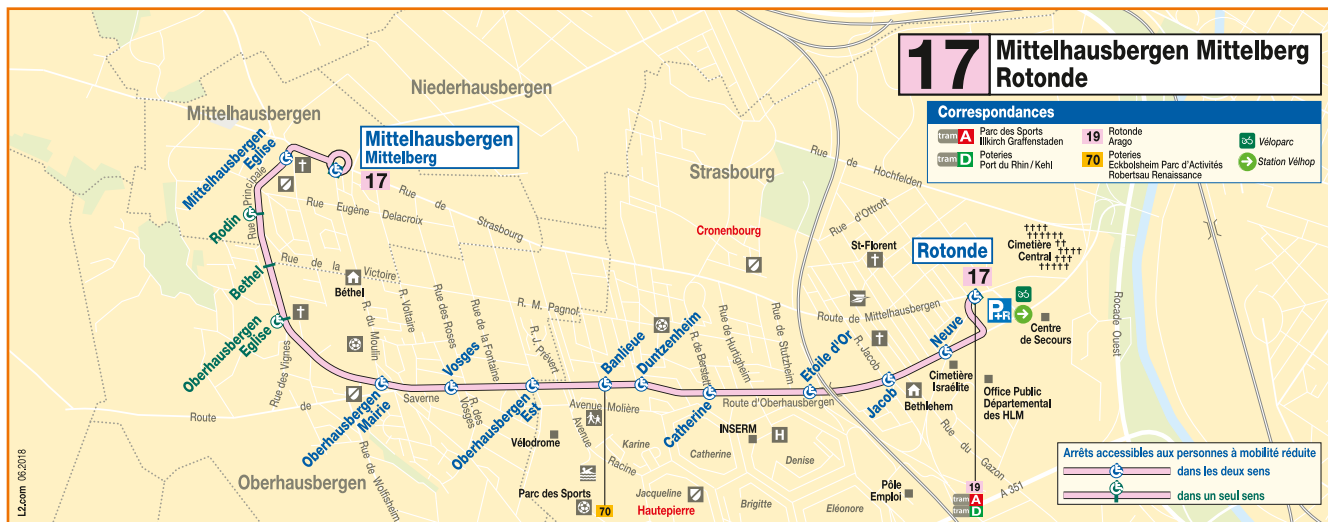 17
Mittelhausbergen Mittelberg
Rotonde
Correspondances
tram A
Parc des Sports
Illkirch Graffenstaden
tram D
Poteries
Port du Rhin / Kehl
19
Rotonde
Arago
70
Poteries
Eckbolsheim Parc d'Activités
Robertsau Renaissance
Véloparc
Station Vélhop
Niederhausbergen
Mittelhausbergen
Mittelhausbergen
Mittelberg
17
Mittelhausbergen
Eglise
Rue Principale
Rodin
Rue Eugène Delacroix
Rue de Strasbourg
Strasbourg
Rue de Hochfelden
Rue d'Ottrott
Cronenbourg
St-Florent
Rotonde
17
Cimetière
Central
Bethel
Rue de la Victoire
Béthel
R. Voltaire
R. du Moulin
Rue des Roses
Rue de la Fontaine
R. M. Pagnol
R. J. Prévert
Oberhausbergen
Eglise
Rue des Vignes
Vosges
Banlieue
Duntzenheim
R. de Berstett
Rue de Hurtigheim
Rue de Stutzheim
Etoile d'Or
Route de Mittelhausbergen
R. Jacob
Neuve
P+R
Centre
de Secours
Rocade Ouest
Route de Saverne
Oberhausbergen
Mairie
R. des Vosges
Oberhausbergen
Est
Avenue Molière
Catherine
Route d'Oberhausbergen
Jacob
Bethlehem
Cimetière
Israélite
Office Public
Départemental
des HLM
Rue de Wolfisheim
Vélodrome
Avenue Racine
Karine
Catherine
INSERM
H
Denise
Rue du Gazon
Oberhausbergen
Parc des Sports
70
Jacqueline
Hautepierre
Brigitte
Eléonore
Pôle
Emploi
19
tram A
tram D
A 351
Arrêts accessibles aux personnes à mobilité réduite
dans les deux sens
dans un seul sens
L2.com 06.2018